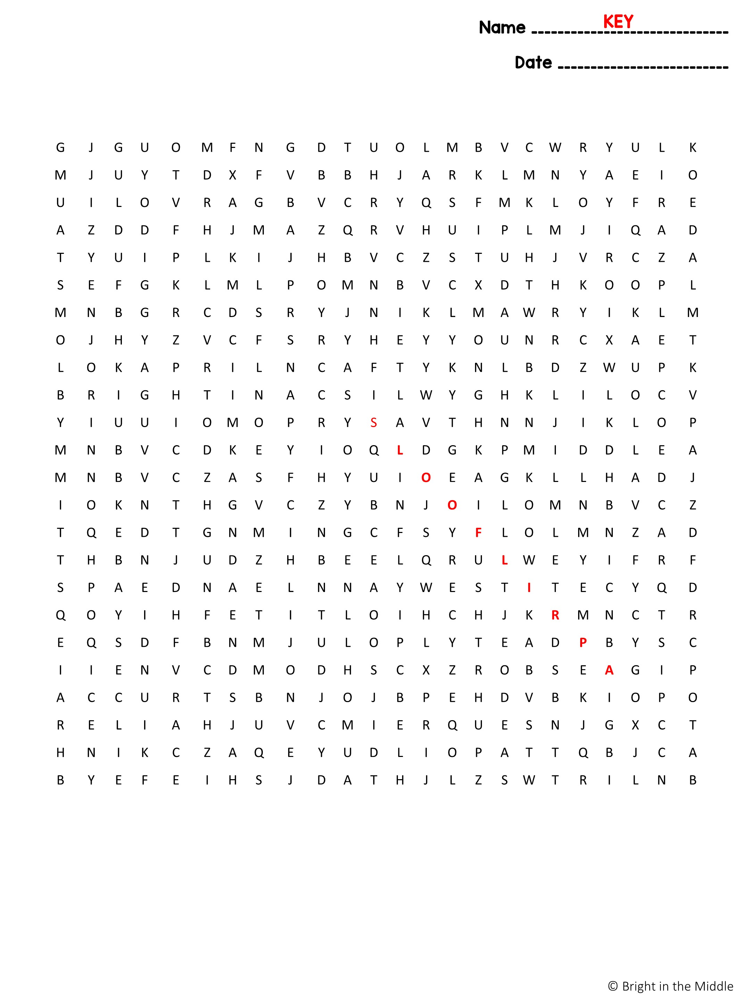 Name KEY
Date
G J G U O M F N G D T U O L M B V C W R Y U L K
M J U Y T D X F V B B H J A R K L M N Y A E I O
U I L O V R A G B V C R Y Q S F M K L O Y F R E
A Z D D F H J M A Z Q R V H U I P L M J I Q A D
T Y U I P L K I J H B V C Z S T U H J V R C Z A
S E F G K L M L P O M N B V C X D T H K O O P L
M N B G R C D S R Y J N I K L M A W R Y I K L M
O J H Y Z V C F S R Y H E Y Y O U N R C X A E T
L O K A P R I L N C A F T Y K N L B D Z W U P K
B R I G H T I N A C S I L W Y G H K L I L O C V
Y I U U I O M O P R Y S A V T H N N J I K L O P
M N B V C D K E Y I O Q L D G K P M I D D L E A
M N B V C Z A S F H Y U I O E A G K L L H A D J
I O K N T H G V C Z Y B N J O I L O M N B V C Z
T Q E D T G N M I N G C F S Y F L O L M N Z A D
T H B N J U D Z H B E E L Q R U L W E Y I F R F
S P A E D N A E L N N A Y W E S T I T E C Y Q D
Q O Y I H F E T I T L O I H C H J K R M N C T R
E Q S D F B N M J U L O P L Y T E A D P B Y S C
I I E N V C D M O D H S C X Z R O B S E A G I P
A C C U R T S B N J O J B P E H D V B K I O P O
R E L I A H J U V C M I E R Q U E S N J G X C T
H N I K C Z A Q E Y U D L I O P A T T Q B J C A
B Y E F E I H S J D A T H J L Z S W T R I L N B
© Bright in the Middle